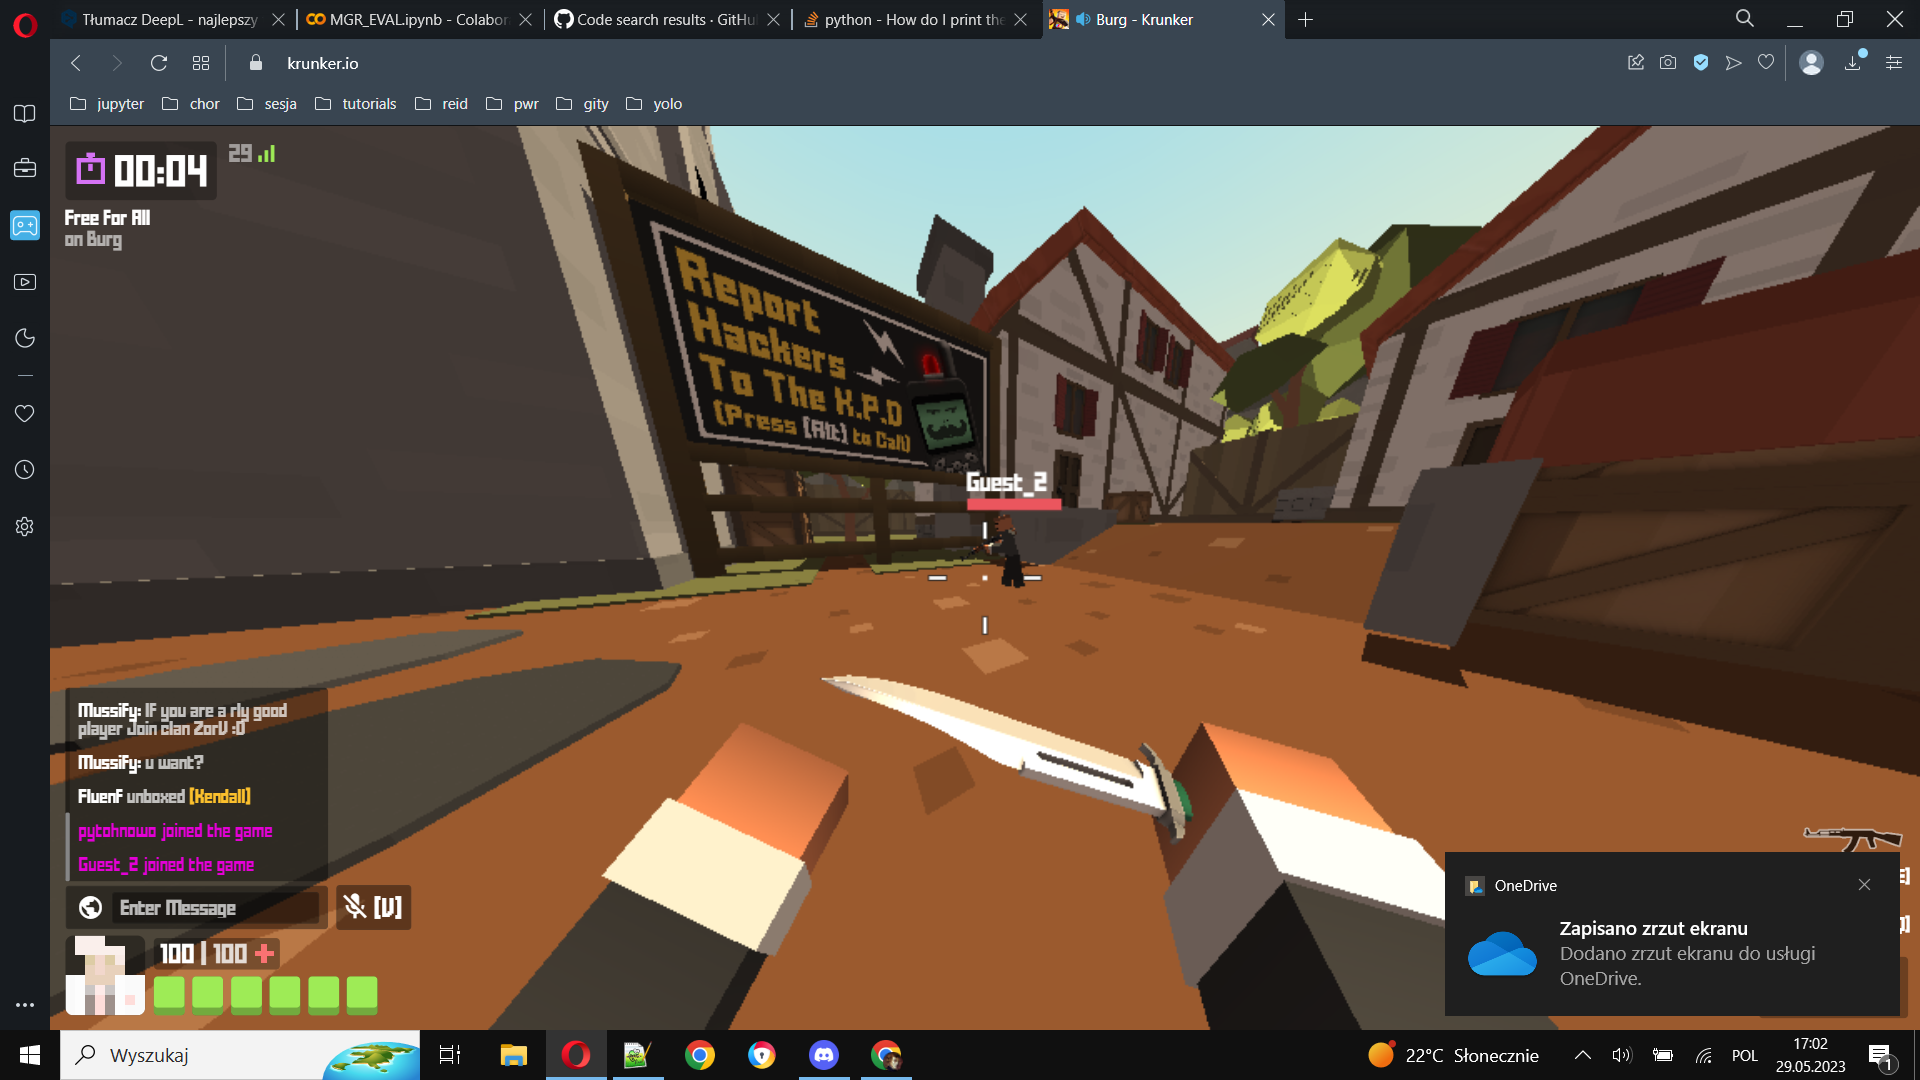 Tłumacz DeepL - najlepszy
MGR_EVAL.ipynb - Colabor
Code search results · GitHu
python - How do I print the
Burg - Krunker
krunker.io
jupyter
chor
sesja
tutorials
reid
pwr
gity
yolo
00:04
29
Free For All
on Burg
Report
Hackers
To The K.P.D
(Press [Alt] to Call)
Guest_2
Mussify: If you are a rly good
player Join clan ZorV :D
Mussify: u want?
Fluenf unboxed [Kendall]
pytohnowo joined the game
Guest_2 joined the game
Enter Message
[V]
100 | 100
OneDrive
Zapisano zrzut ekranu
Dodano zrzut ekranu do usługi
OneDrive.
Wyszukaj
22°C Słonecznie
POL
17:02
29.05.2023
1